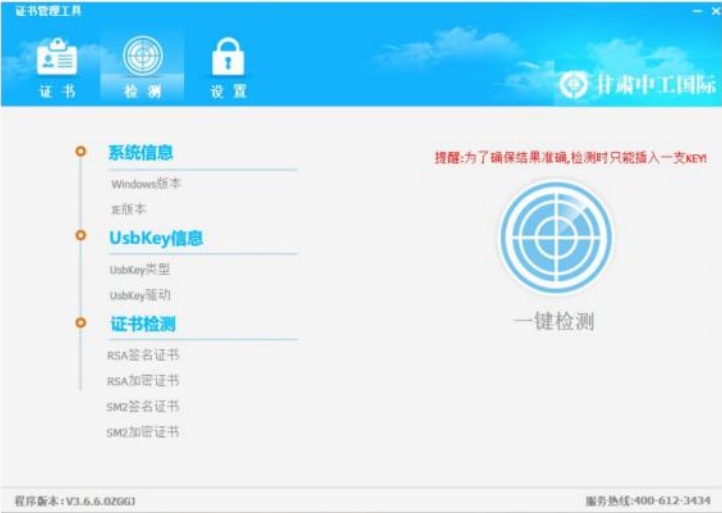 证书管理工具
证 书
检 测
设 置
甘肃中工国际
系统信息
Windows版本
IE版本
UsbKey信息
UsbKey类型
UsbKey驱动
证书检测
RSA签名证书
RSA加密证书
SM2签名证书
SM2加密证书
提醒:为了确保结果准确,检测时只能插入一支KEY!
一键检测
程序版本:V3.6.6.0ZGGJ
服务热线:400-612-3434